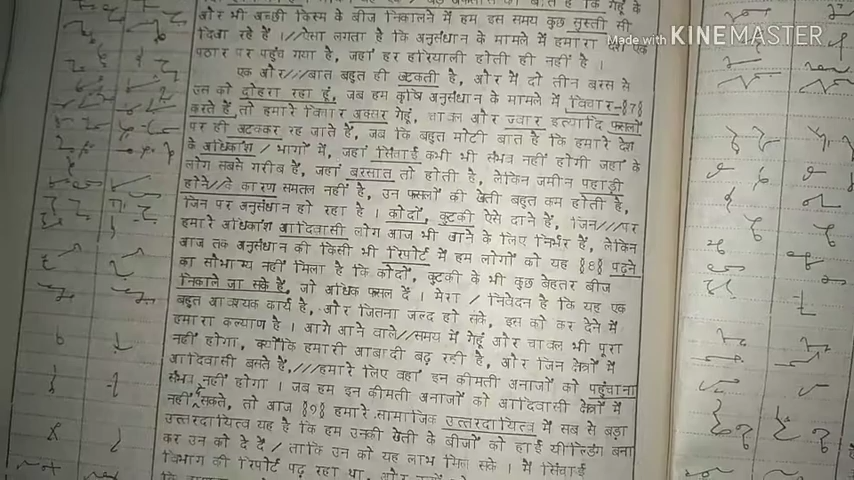 और भी अच्छी किस्म के बीज निकालने में हम इस समय कुछ सुस्ती सी
दिखा रहे हैं ।//ऐसा लगता है कि अनुसंधान के मामले में हमारा एक
पठार पर पहुंच गया है, जहां हर हरियाली होती ही नहीं है ।
एक और///बात बहुत ही खटकती है, और मैं दो तीन बरस से
उस को दोहरा रहा हूं, जब हम कृषि अनुसंधान के मामले में विचार-878
करते हैं तो हमारे विचार अक्सर गेहूं, चावल और ज्वार इत्यादि फसलों
पर ही अटककर रह जाते हैं, जब कि बहुत मोटी बात है कि हमारे देश
के अधिकांश / भागों में, जहां सिंचाई कभी भी संभव नहीं होगी जहां के
लोग सबसे गरीब हैं, जहां बरसात तो होती है, लेकिन जमीन पहाड़ी
होने//के कारण समतल नहीं है, उन फसलों की खेती बहुत कम होती है,
जिन पर अनुसंधान हो रहा है । कोदों, कुटकी ऐसे दाने हैं, जिन///पर
हमारे अधिकांश आदिवासी लोग आज भी खाने के लिए निर्भर हैं, लेकिन
आज तक अनुसंधान की किसी भी रिपोर्ट में हम लोगों को यह 888 पढ़ने
का सौभाग्य नहीं मिला है कि कोदों, कुटकी के भी कुछ बेहतर बीज
निकाले जा सके हैं, जो अधिक फसल दें । मेरा / निवेदन है कि यह एक
बहुत आवश्यक कार्य है, और जितना जल्द हो सके, इस को कर देने में
हमारा कल्याण है । आगे आने वाले//समय में गेहूं और चावल भी पूरा
नहीं होगा, क्योंकि हमारी आबादी बढ़ रही है, और जिन क्षेत्रों में
आदिवासी बसते हैं,///हमारे लिए वहां इन कीमती अनाजों को पहुंचाना
संभव नहीं होगा । जब हम इन कीमती अनाजों को आदिवासी क्षेत्रों में
नहीं सकते, तो आज 898 हमारे सामाजिक उत्तरदायित्व में सब से बड़ा
उत्तरदायित्व यह है कि हम उनकी खेती के बीजों को हाई यील्डिंग बना
कर उन को दे दें / ताकि उन को यह लाभ मिल सके । मैं सिंचाई
विभाग की रिपोर्ट पढ़ रहा था,
Made with KINEMASTER